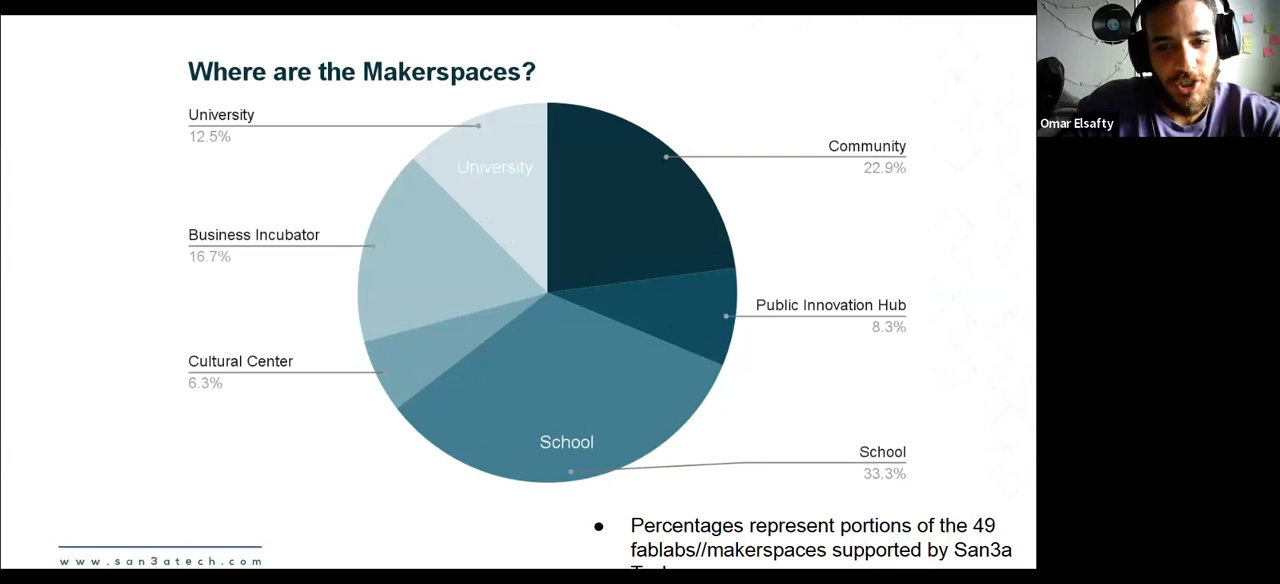 Where are the Makerspaces?
University
12.5%
University
Community
22.9%
Business Incubator
16.7%
Public Innovation Hub
8.3%
Cultural Center
6.3%
School
School
33.3%
● Percentages represent portions of the 49
fablabs//makerspaces supported by San3a
www.san3atech.com
Omar Elsafty